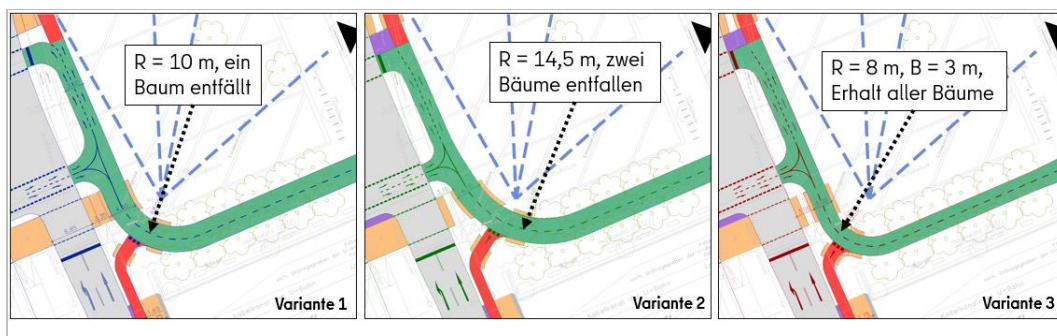 R = 10 m, ein
Baum entfällt
Variante 1
R = 14,5 m, zwei
Bäume entfallen
Variante 2
R = 8 m, B = 3 m,
Erhalt aller Bäume
Variante 3